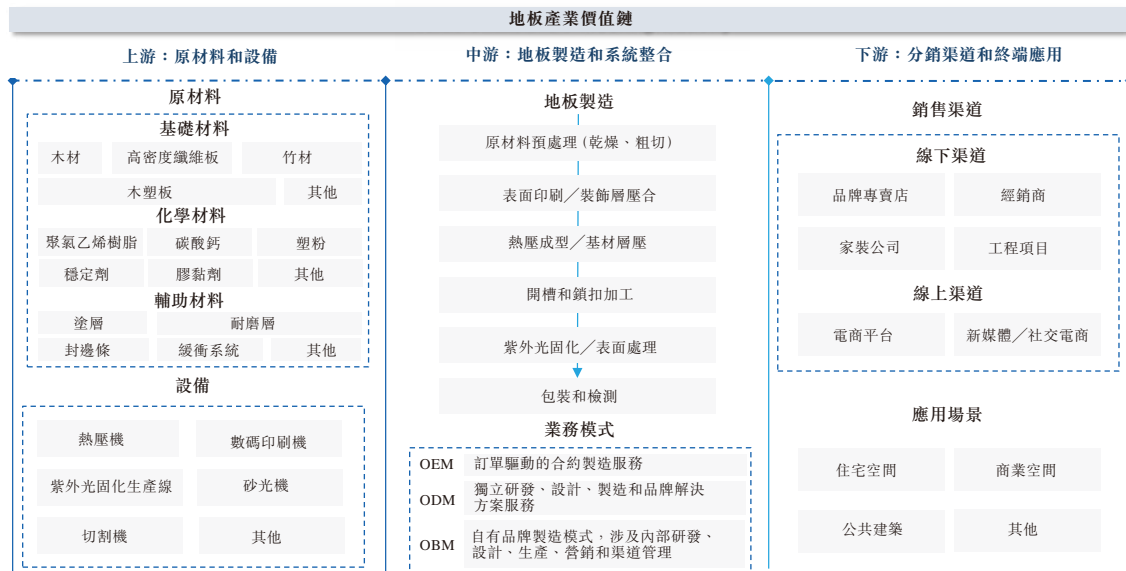 地板產業價值鏈
上游：原材料和設備
原材料
基礎材料
木材 高密度纖維板 竹材
木塑板 其他
化學材料
聚氯乙烯樹脂 碳酸鈣 塑粉
穩定劑 膠黏劑 其他
輔助材料
塗層 耐磨層
封邊條 緩衝系統 其他
設備
熱壓機 數碼印刷機
紫外光固化生產線 砂光機
切割機 其他
中游：地板製造和系統整合
地板製造
原材料預處理(乾燥、粗切)
表面印刷／裝飾層壓合
熱壓成型／基材層壓
開槽和鎖扣加工
紫外光固化／表面處理
包裝和檢測
業務模式
OEM 訂單驅動的合約製造服務
ODM 獨立研發、設計、製造和品牌解決
方案服務
OBM 自有品牌製造模式，涉及內部研發、
設計、生產、營銷和渠道管理
下游：分銷渠道和終端應用
銷售渠道
線下渠道
品牌專賣店 經銷商
家裝公司 工程項目
線上渠道
電商平台 新媒體／社交電商
應用場景
住宅空間 商業空間
公共建築 其他